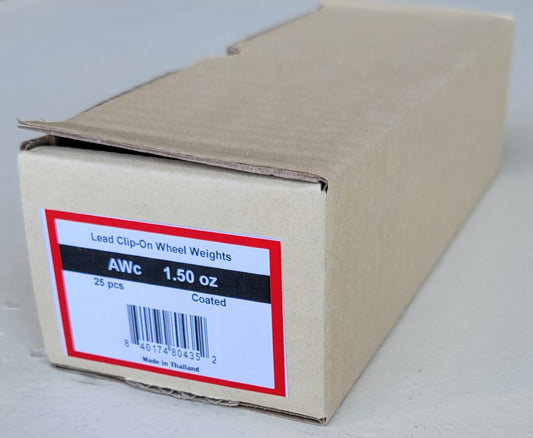 Lead Clip-On Wheel Weights
AWc 1.50 oz
25 pcs
Coated
8 40174 80435 2
Made in Thailand